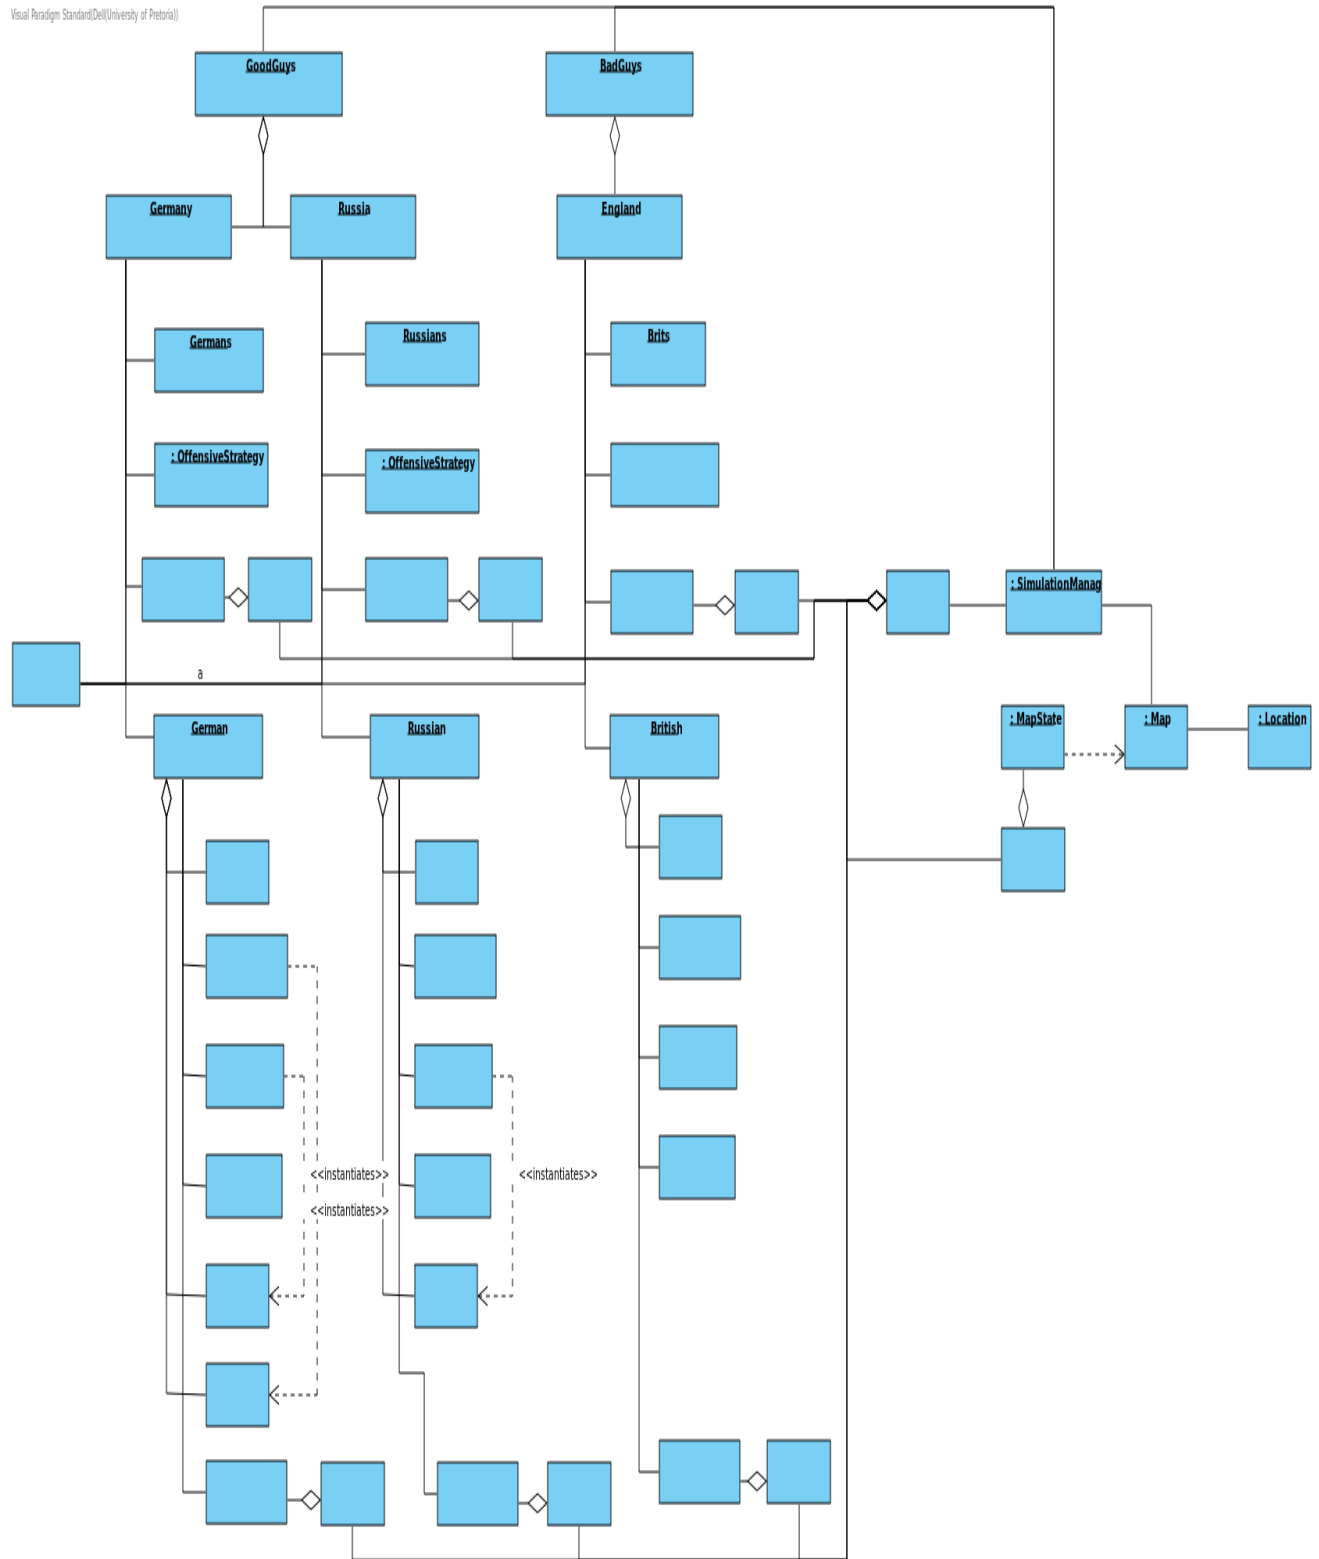 Visual Paradigm Standard(Dell(University of Pretoria))
GoodGuys
BadGuys
Germany
Russia
England
Germans
Russians
Brits
: OffensiveStrategy
: OffensiveStrategy
: SimulationManag
a
German
Russian
British
: MapState
: Map
: Location
<<instantiates>>
<<instantiates>>
<<instantiates>>